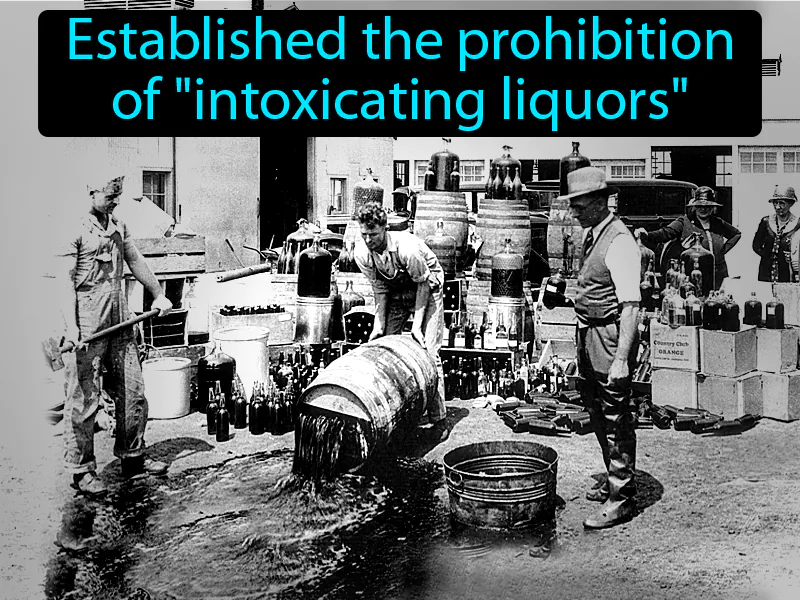 Established the prohibition
of "intoxicating liquors"
Country Club
ORANGE